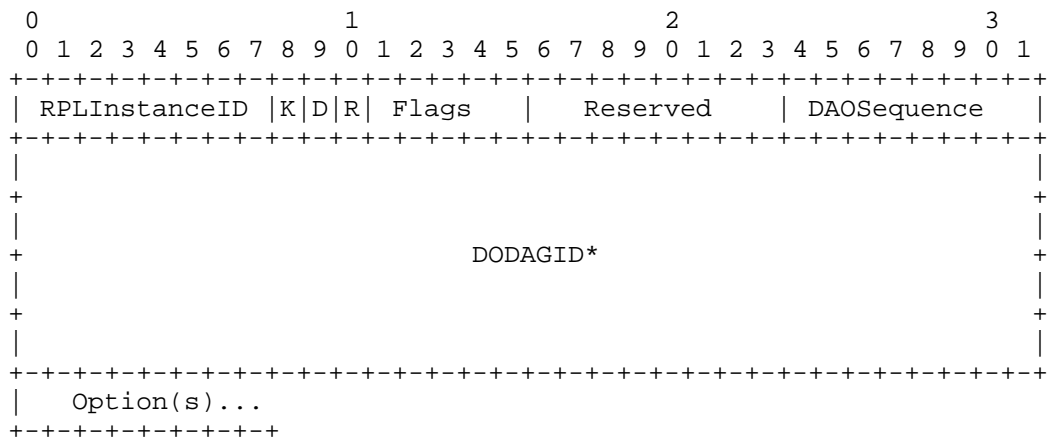 0                   1                   2                   3
 0 1 2 3 4 5 6 7 8 9 0 1 2 3 4 5 6 7 8 9 0 1 2 3 4 5 6 7 8 9 0 1
+-+-+-+-+-+-+-+-+-+-+-+-+-+-+-+-+-+-+-+-+-+-+-+-+-+-+-+-+-+-+-+-+
| RPLInstanceID |K|D|R| Flags   |   Reserved    | DAOSequence   |
+-+-+-+-+-+-+-+-+-+-+-+-+-+-+-+-+-+-+-+-+-+-+-+-+-+-+-+-+-+-+-+-+
|                                                               |
+                                                               +
|                                                               |
+                            DODAGID*                           +
|                                                               |
+                                                               +
|                                                               |
+-+-+-+-+-+-+-+-+-+-+-+-+-+-+-+-+-+-+-+-+-+-+-+-+-+-+-+-+-+-+-+-+
|   Option(s)...
+-+-+-+-+-+-+-+-+